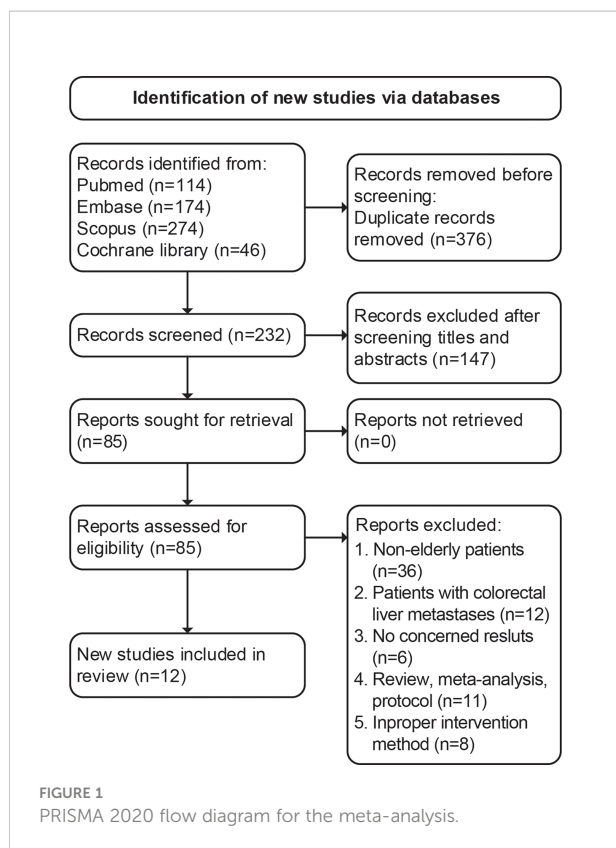 Identification of new studies via databases
Records identified from:
Pubmed (n=114)
Embase (n=174)
Scopus (n=274)
Cochrane library (n=46)
Records removed before
screening:
Duplicate records
removed (n=376)
Records screened (n=232)
Records excluded after
screening titles and
abstracts (n=147)
Reports sought for retrieval
(n=85)
Reports not retrieved
(n=0)
Reports assessed for
eligibility (n=85)
Reports excluded:
1. Non-elderly patients
(n=36)
2. Patients with colorectal
liver metastases (n=12)
3. No concerned resluts
(n=6)
4. Review, meta-analysis,
protocol (n=11)
5. Inproper intervention
method (n=8)
New studies included in
review (n=12)
FIGURE 1
PRISMA 2020 flow diagram for the meta-analysis.